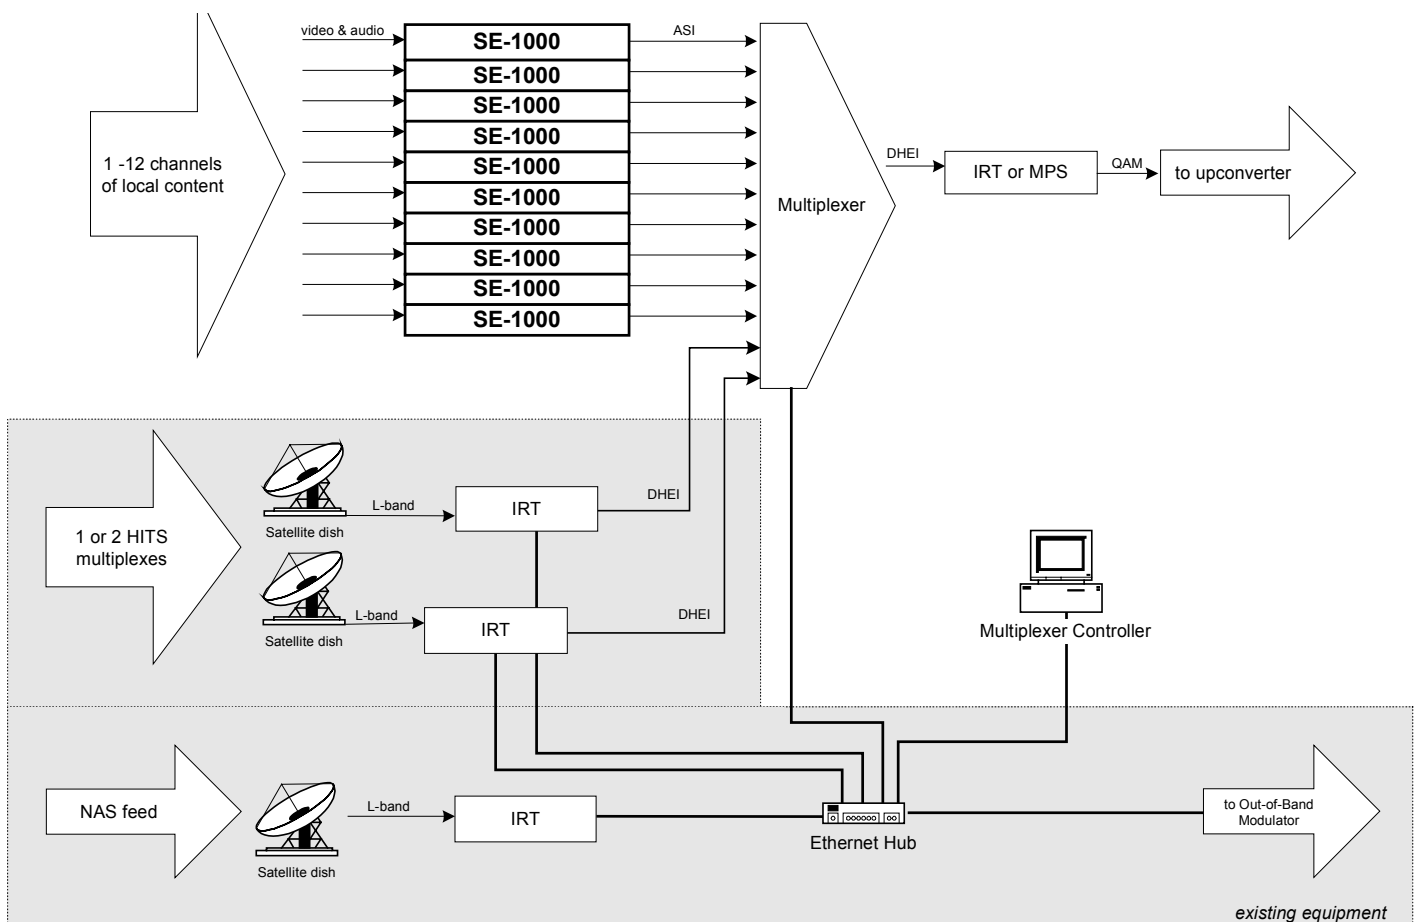 video & audio
SE-1000
ASI
SE-1000
SE-1000
SE-1000
SE-1000
SE-1000
SE-1000
SE-1000
SE-1000
SE-1000
1 -12 channels
of local content
Multiplexer
DHEI
IRT or MPS
QAM
to upconverter
1 or 2 HITS
multiplexes
Satellite dish
L-band
IRT
DHEI
Satellite dish
L-band
IRT
DHEI
Multiplexer Controller
NAS feed
Satellite dish
L-band
IRT
Ethernet Hub
to Out-of-Band
Modulator
existing equipment